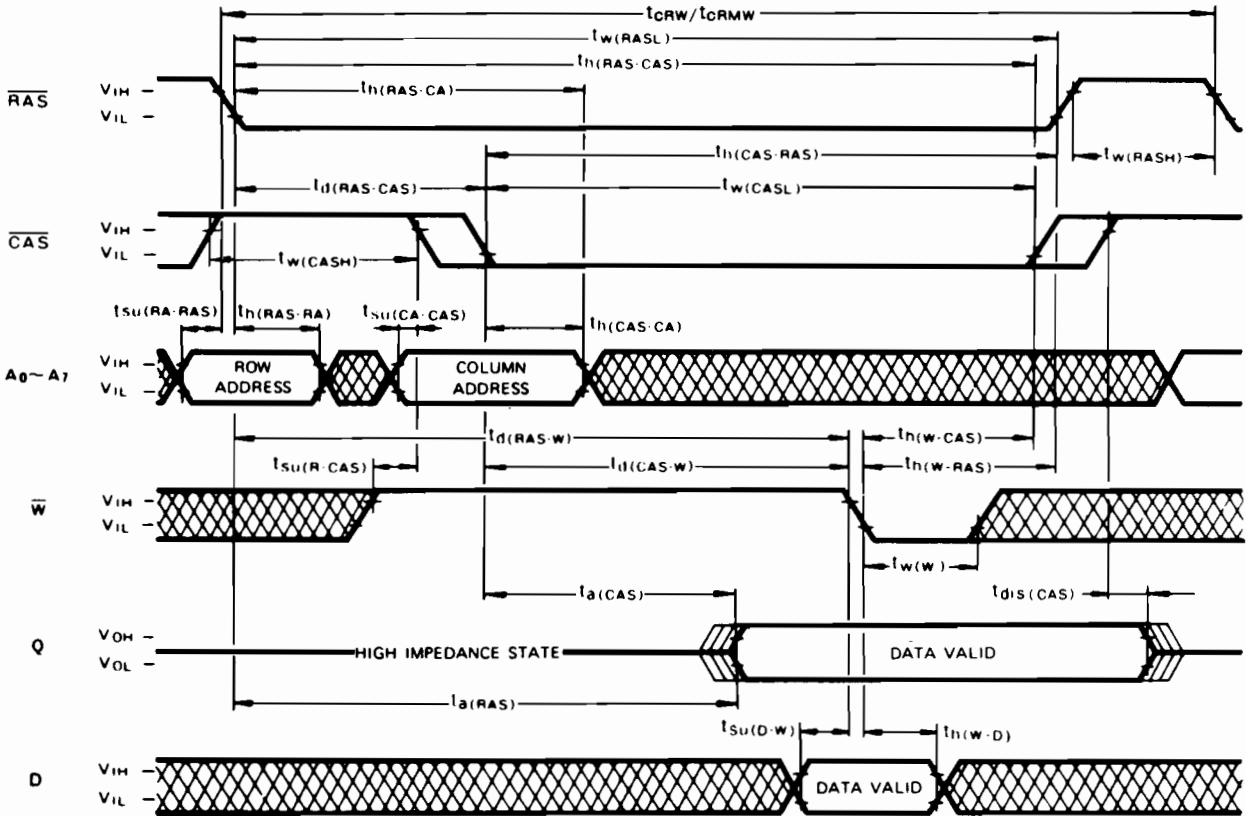 tCRW/tCRMW
tW(RASL)
th(RAS-CAS)
th(RAS-CA)
RAS
VIH
VIL
th(CAS-RAS)
tW(RASH)
td(RAS-CAS)
tW(CASL)
CAS
VIH
VIL
tW(CASH)
tsu(RA-RAS)
th(RAS-RA)
tsu(CA-CAS)
th(CAS-CA)
A0~A7
VIH
VIL
ROW ADDRESS
COLUMN ADDRESS
td(RAS-W)
th(W-CAS)
tsu(R-CAS)
td(CAS-W)
th(W-RAS)
W
VIH
VIL
tW(W)
ta(CAS)
tDIS(CAS)
Q
VOH
VOL
HIGH IMPEDANCE STATE
DATA VALID
ta(RAS)
tsu(D-W)
th(W-D)
D
VIH
VIL
DATA VALID